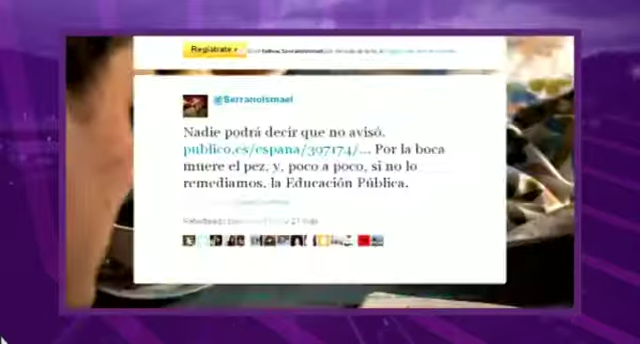 Regístrate ▸
@SerranoIsmael
Nadie podrá decir que no avisó.
publico.es/espana/397174/... Por la boca
muere el pez, y, poco a poco, si no lo
remediamos, la Educación Pública.